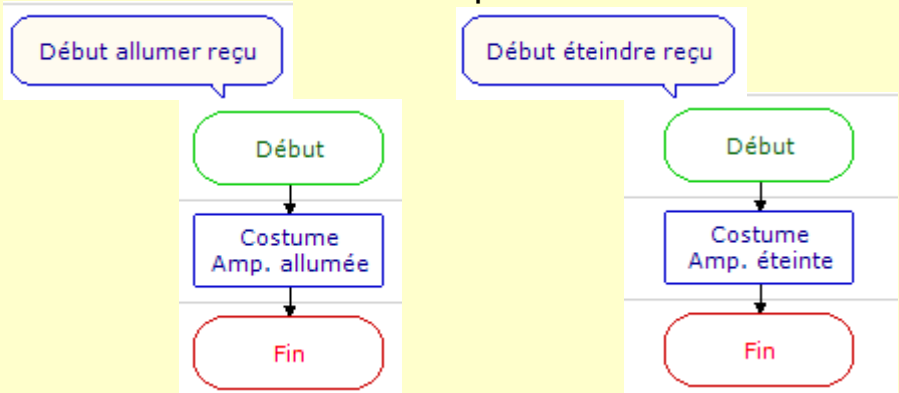 Début allumer reçu
Début
Costume
Amp. allumée
Fin
Début éteindre reçu
Début
Costume
Amp. éteinte
Fin